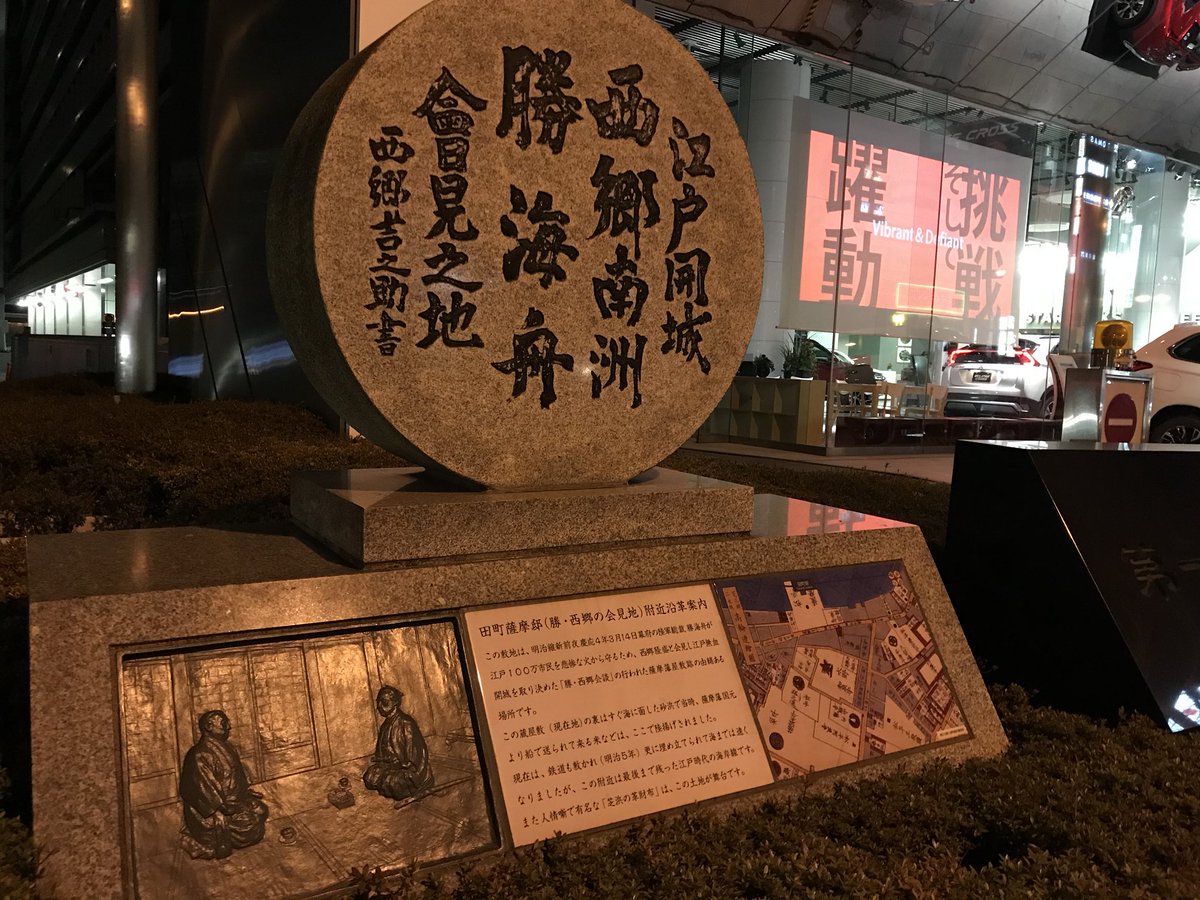 江戸開城
西郷南洲
勝海舟
會見之地
西郷吉之助書
挑戦
そして
躍動
Vibrant & Defiant
田町薩摩邸(勝・西郷の会見地)附近沿革案内
この敷地は、明治維新前夜慶応4年3月14日幕府の陸軍総裁勝海舟が
江戸100万市民を悲惨な火から守るため、西郷隆盛と会見し江戸無血
開城を取り決めた「勝・西郷会談」の行われた薩摩藩屋敷跡の由緒ある
場所です。
この蔵屋敷(現在地)の裏はすぐ海に面した砂浜で当時、薩摩藩国元
より船で送られて来る米などは、ここで陸揚げされました。
現在は、鉄道も敷かれ(明治5年)更に埋め立てられて海までは遠く
なりましたが、この附近は最後まで残った江戸時代の海岸線です。
また人情噺で有名な「芝浜の革財布」は、この土地が舞台です。